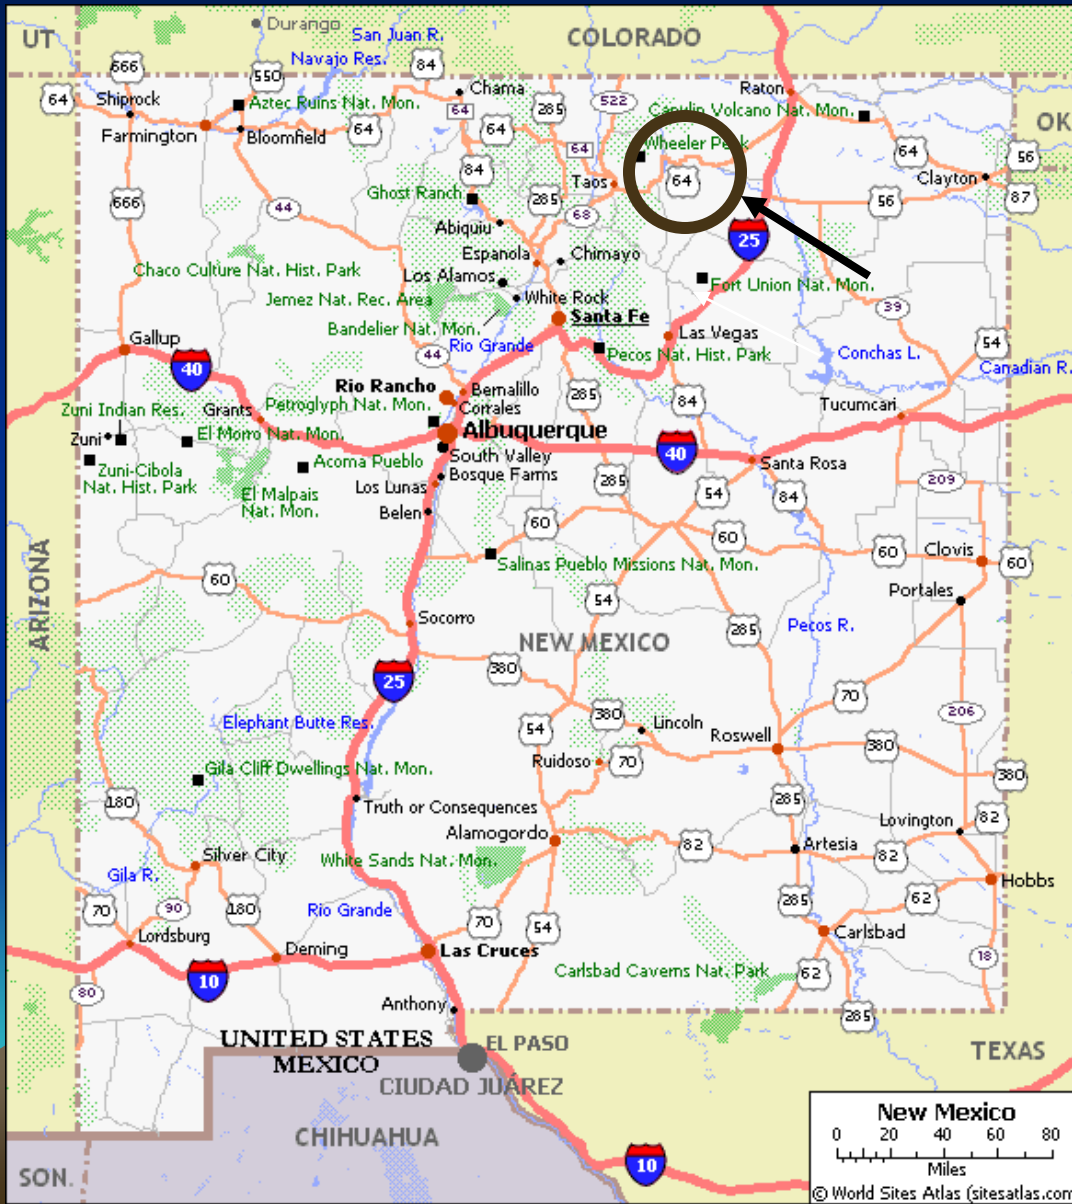 Durango
UT
San Juan R.
COLORADO
Navajo Res.
666
550
84
Chama
Raton
64
Shiprock
Aztec Ruins Nat. Mon.
64
285
522
Capulin Volcano Nat. Mon.
OK
Farmington
Bloomfield
64
64
Wheeler Peak
64
64
56
84
Taos
64
Clayton
Ghost Ranch
285
87
666
44
68
56
Abiquiu
25
Espanola
Chimayo
Chaco Culture Nat. Hist. Park
Los Alamos
Fort Union Nat. Mon.
Jemez Nat. Rec. Area
White Rock
39
Bandelier Nat. Mon.
Santa Fe
Gallup
Rio Grande
Las Vegas
54
44
Pecos Nat. Hist. Park
Conchas L.
Canadian R.
40
Rio Rancho
Bernalillo
285
84
Zuni Indian Res.
Grants
Petroglyph Nat. Mon.
Corrales
Tucumcari
Zuni
El Morro Nat. Mon.
Albuquerque
40
Zuni-Cibola
Nat. Hist. Park
Acoma Pueblo
South Valley
Santa Rosa
El Malpais
Nat. Mon.
Los Lunas
Bosque Farms
285
54
84
209
Belen
60
60
60
Clovis
60
ARIZONA
60
Salinas Pueblo Missions Nat. Mon.
54
Portales
Socorro
285
Pecos R.
NEW MEXICO
380
25
70
206
Elephant Butte Res.
54
380
Lincoln
Roswell
380
Ruidoso
70
Gila Cliff Dwellings Nat. Mon.
380
180
Truth or Consequences
285
Lovington
82
Alamogordo
82
Artesia
82
Silver City
White Sands Nat. Mon.
Gila R.
Hobbs
70
90
180
Rio Grande
70
54
285
62
Lordsburg
Deming
Las Cruces
Carlsbad
18
10
Carlsbad Caverns Nat. Park
62
80
Anthony
285
UNITED STATES
MEXICO
EL PASO
TEXAS
CIUDAD JUÁREZ
CHIHUAHUA
SON.
10
New Mexico
0 20 40 60 80
Miles
© World Sites Atlas (sitesatlas.com